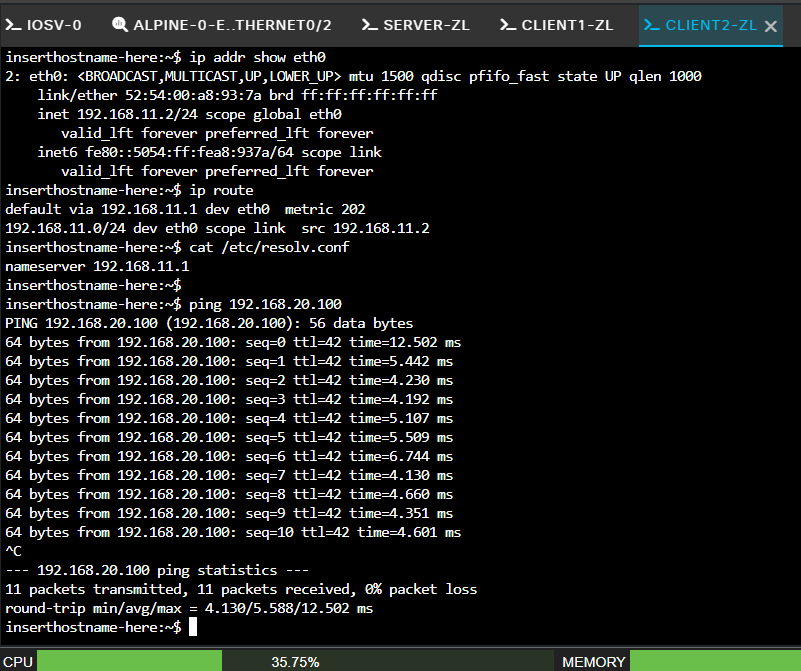 IOSV-0 ALPINE-0-E..THERNET0/2 SERVER-ZL CLIENT1-ZL CLIENT2-ZL
inserthostname-here:~$ ip addr show eth0
2: eth0: <BROADCAST,MULTICAST,UP,LOWER_UP> mtu 1500 qdisc pfifo_fast state UP qlen 1000
    link/ether 52:54:00:a8:93:7a brd ff:ff:ff:ff:ff:ff
    inet 192.168.11.2/24 scope global eth0
       valid_lft forever preferred_lft forever
    inet6 fe80::5054:ff:fea8:937a/64 scope link
       valid_lft forever preferred_lft forever
inserthostname-here:~$ ip route
default via 192.168.11.1 dev eth0  metric 202
192.168.11.0/24 dev eth0 scope link  src 192.168.11.2
inserthostname-here:~$ cat /etc/resolv.conf
nameserver 192.168.11.1
inserthostname-here:~$
inserthostname-here:~$ ping 192.168.20.100
PING 192.168.20.100 (192.168.20.100): 56 data bytes
64 bytes from 192.168.20.100: seq=0 ttl=42 time=12.502 ms
64 bytes from 192.168.20.100: seq=1 ttl=42 time=5.442 ms
64 bytes from 192.168.20.100: seq=2 ttl=42 time=4.230 ms
64 bytes from 192.168.20.100: seq=3 ttl=42 time=4.192 ms
64 bytes from 192.168.20.100: seq=4 ttl=42 time=5.107 ms
64 bytes from 192.168.20.100: seq=5 ttl=42 time=5.509 ms
64 bytes from 192.168.20.100: seq=6 ttl=42 time=6.744 ms
64 bytes from 192.168.20.100: seq=7 ttl=42 time=4.130 ms
64 bytes from 192.168.20.100: seq=8 ttl=42 time=4.660 ms
64 bytes from 192.168.20.100: seq=9 ttl=42 time=4.351 ms
64 bytes from 192.168.20.100: seq=10 ttl=42 time=4.601 ms
^C
--- 192.168.20.100 ping statistics ---
11 packets transmitted, 11 packets received, 0% packet loss
round-trip min/avg/max = 4.130/5.588/12.502 ms
inserthostname-here:~$
CPU 35.75% MEMORY